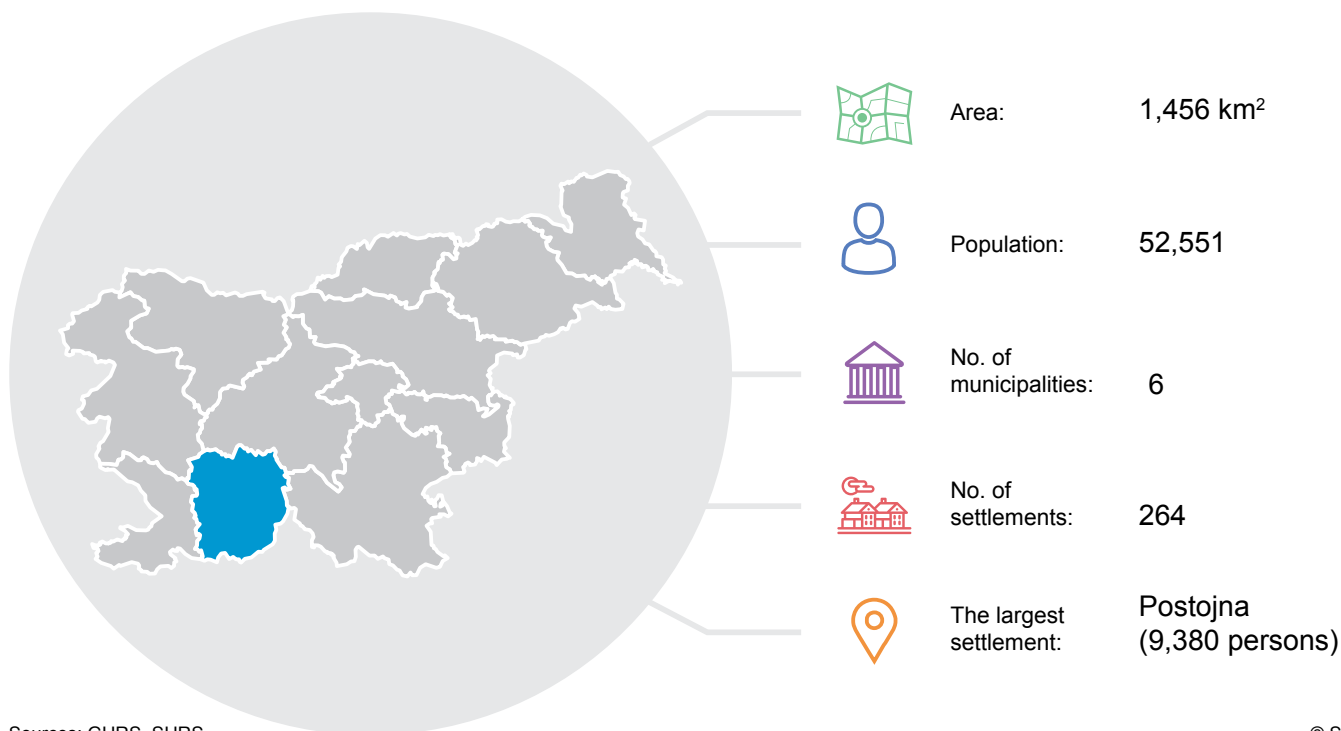 Area: 1,456 km²
Population: 52,551
No. of
municipalities: 6
No. of
settlements: 264
The largest
settlement:
Postojna
(9,380 persons)